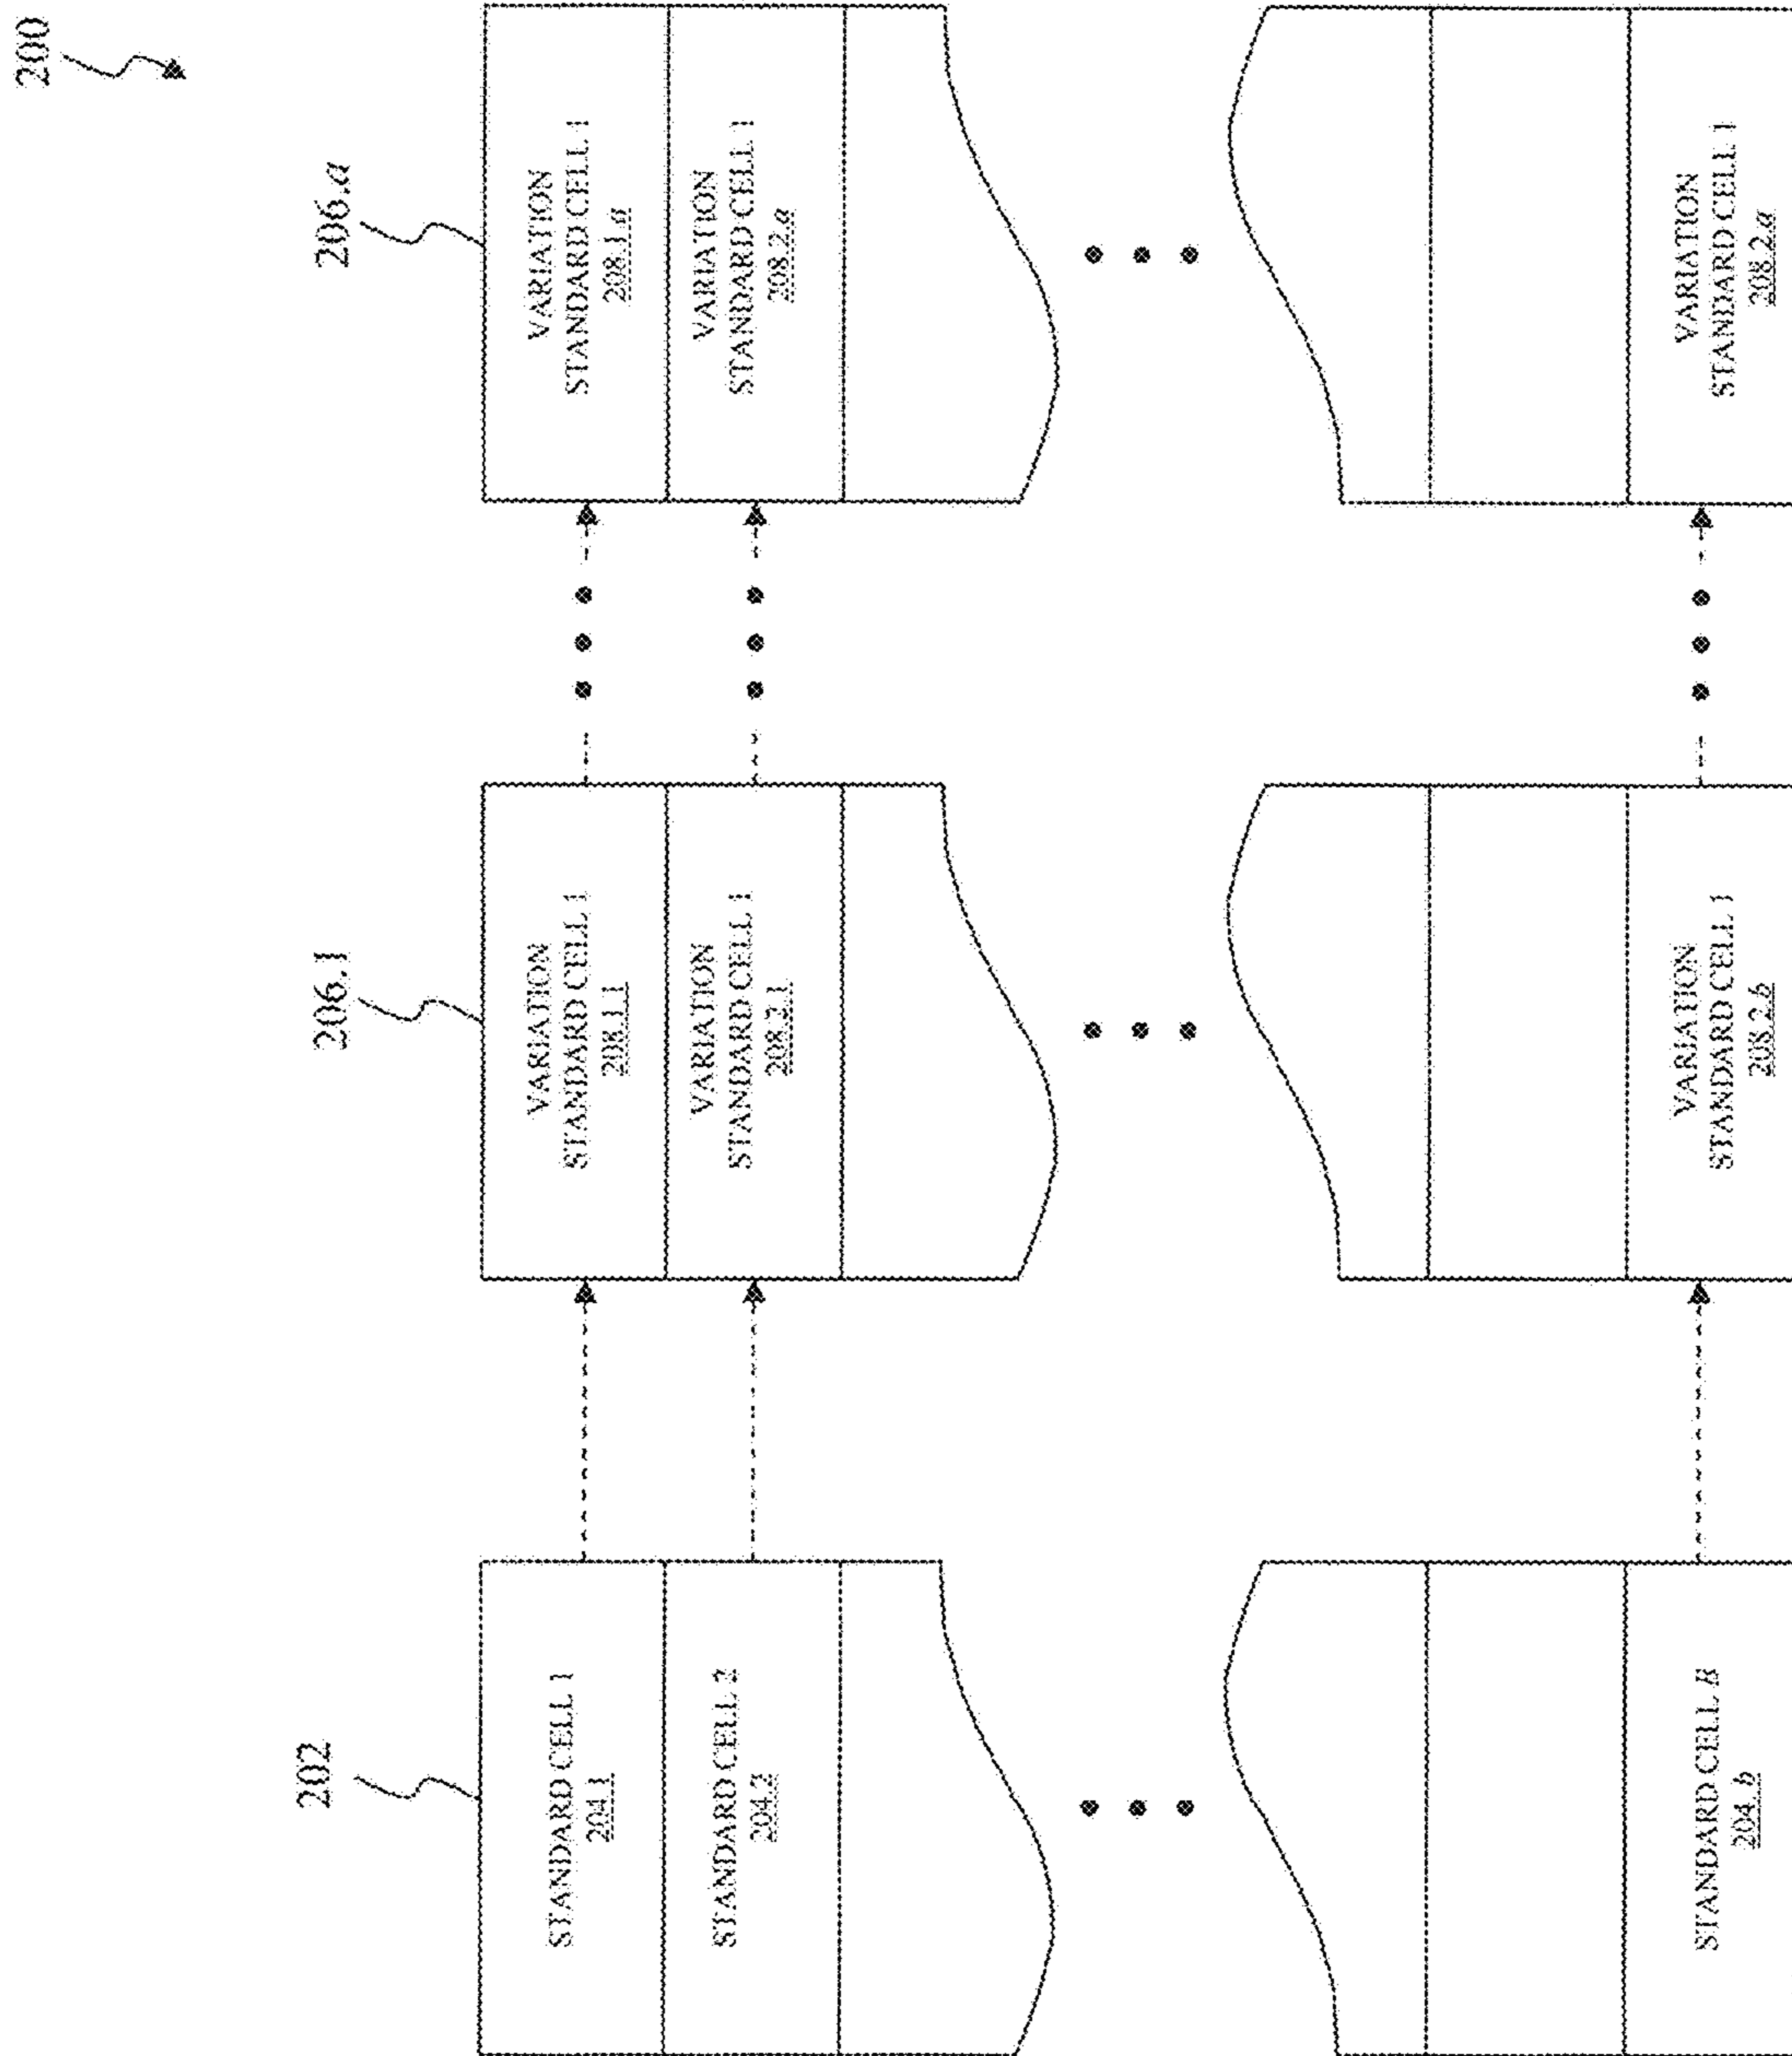 200
202
206.1
206.a
STANDARD CELL 1
204.1
VARIATION
STANDARD CELL 1
208.1.1
VARIATION
STANDARD CELL 1
208.1.a
STANDARD CELL 2
204.2
VARIATION
STANDARD CELL 1
208.2.1
VARIATION
STANDARD CELL 1
208.2.a
STANDARD CELL B
204.b
VARIATION
STANDARD CELL 1
208.2.b
VARIATION
STANDARD CELL 1
208.2.a